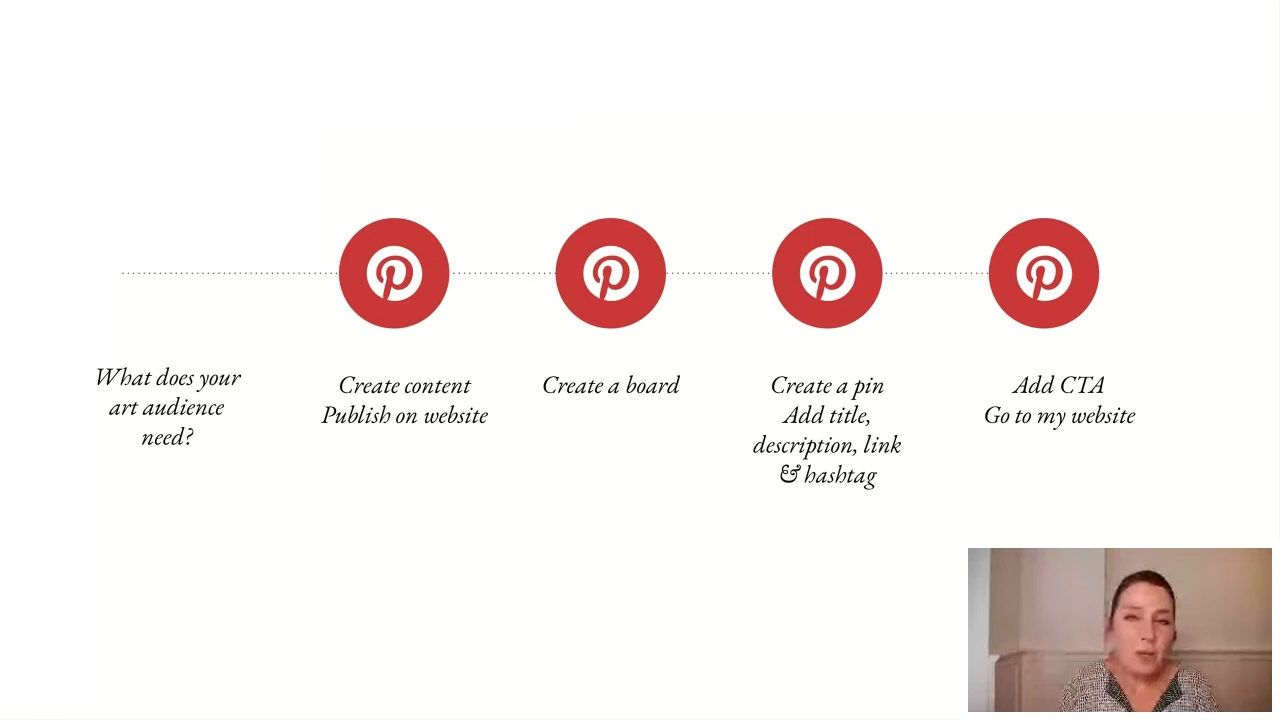 What does your
art audience
need?
Create content
Publish on website
Create a board
Create a pin
Add title,
description, link
& hashtag
Add CTA
Go to my website